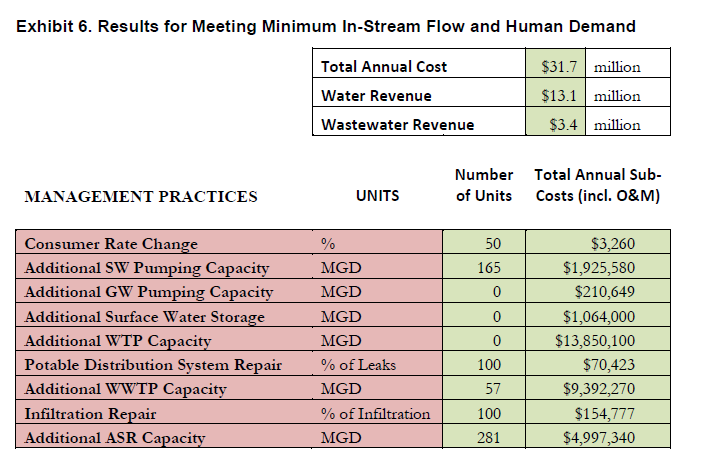 Exhibit 6. Results for Meeting Minimum In-Stream Flow and Human Demand
Total Annual Cost $31.7 million
Water Revenue $13.1 million
Wastewater Revenue $3.4 million
Number Total Annual Sub-
MANAGEMENT PRACTICES UNITS of Units Costs (incl. O&M)
Consumer Rate Change % 50 $3,260
Additional SW Pumping Capacity MGD 165 $1,925,580
Additional GW Pumping Capacity MGD 0 $210,649
Additional Surface Water Storage MGD 0 $1,064,000
Additional WTP Capacity MGD 0 $13,850,100
Potable Distribution System Repair % of Leaks 100 $70,423
Additional WWTP Capacity MGD 57 $9,392,270
Infiltration Repair % of Infiltration 100 $154,777
Additional ASR Capacity MGD 281 $4,997,340